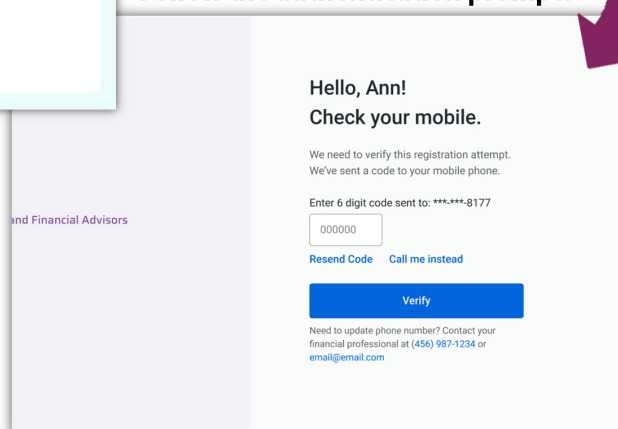 Hello, Ann!
Check your mobile.
We need to verify this registration attempt.
We've sent a code to your mobile phone.
Enter 6 digit code sent to: ***-***-8177
and Financial Advisors
000000
Resend Code Call me instead
Verify
Need to update phone number? Contact your
financial professional at (456) 987-1234 or
email@email.com